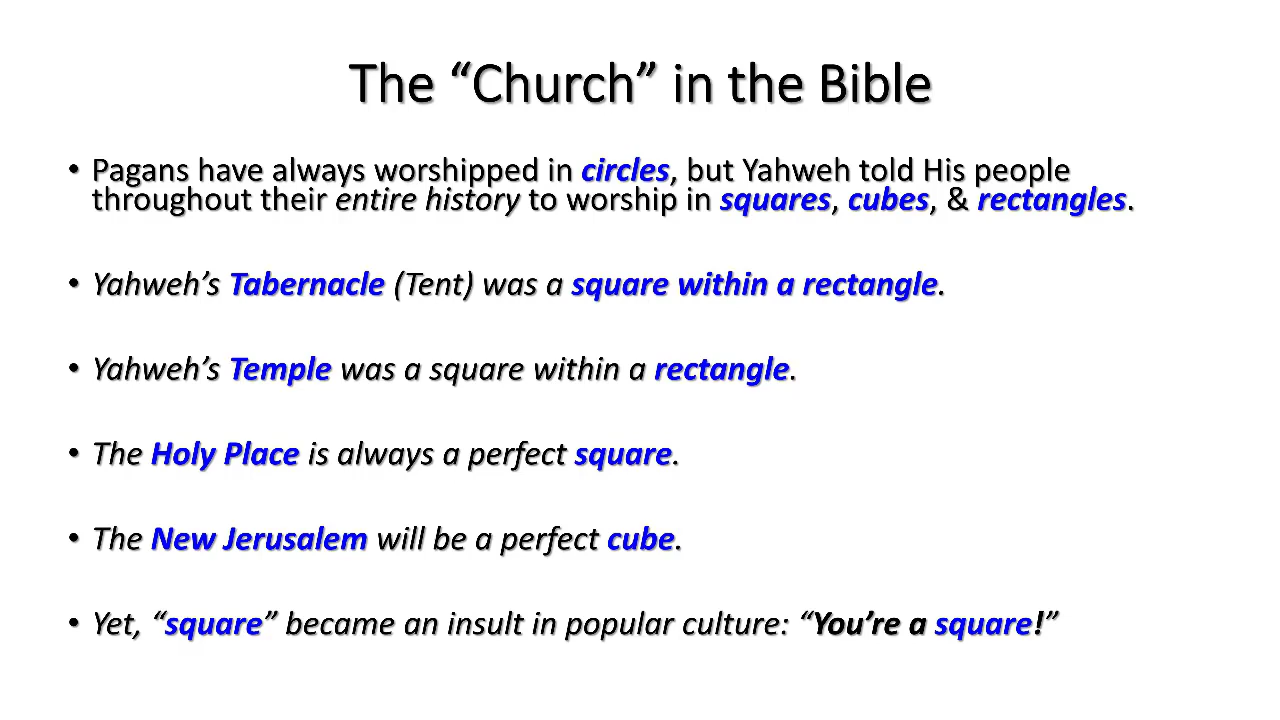 The “Church” in the Bible
• Pagans have always worshipped in circles, but Yahweh told His people
throughout their entire history to worship in squares, cubes, & rectangles.
• Yahweh’s Tabernacle (Tent) was a square within a rectangle.
• Yahweh’s Temple was a square within a rectangle.
• The Holy Place is always a perfect square.
• The New Jerusalem will be a perfect cube.
• Yet, “square” became an insult in popular culture: “You’re a square!”